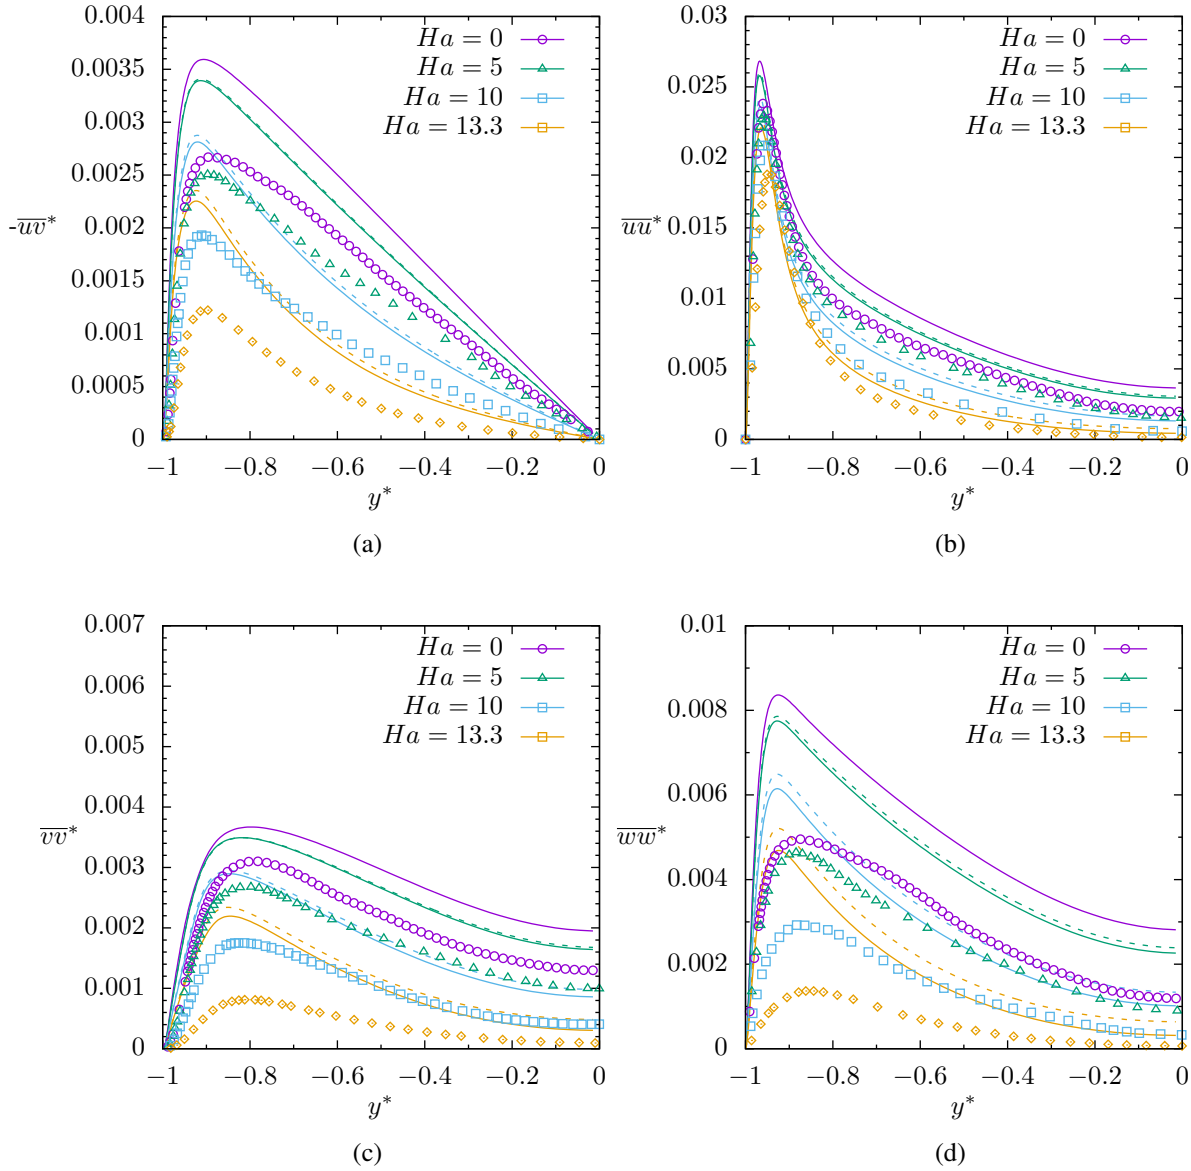 0.004
0.0035
0.003
0.0025
0.002
0.0015
0.001
0.0005
0
-1
-0.8
-0.6
-0.4
-0.2
0
-uv*
y*
Ha = 0
Ha = 5
Ha = 10
Ha = 13.3
(a)
0.03
0.025
0.02
0.015
0.01
0.005
0
-1
-0.8
-0.6
-0.4
-0.2
0
uu*
y*
Ha = 0
Ha = 5
Ha = 10
Ha = 13.3
(b)
0.007
0.006
0.005
0.004
0.003
0.002
0.001
0
-1
-0.8
-0.6
-0.4
-0.2
0
vv*
y*
Ha = 0
Ha = 5
Ha = 10
Ha = 13.3
(c)
0.01
0.008
0.006
0.004
0.002
0
-1
-0.8
-0.6
-0.4
-0.2
0
ww*
y*
Ha = 0
Ha = 5
Ha = 10
Ha = 13.3
(d)